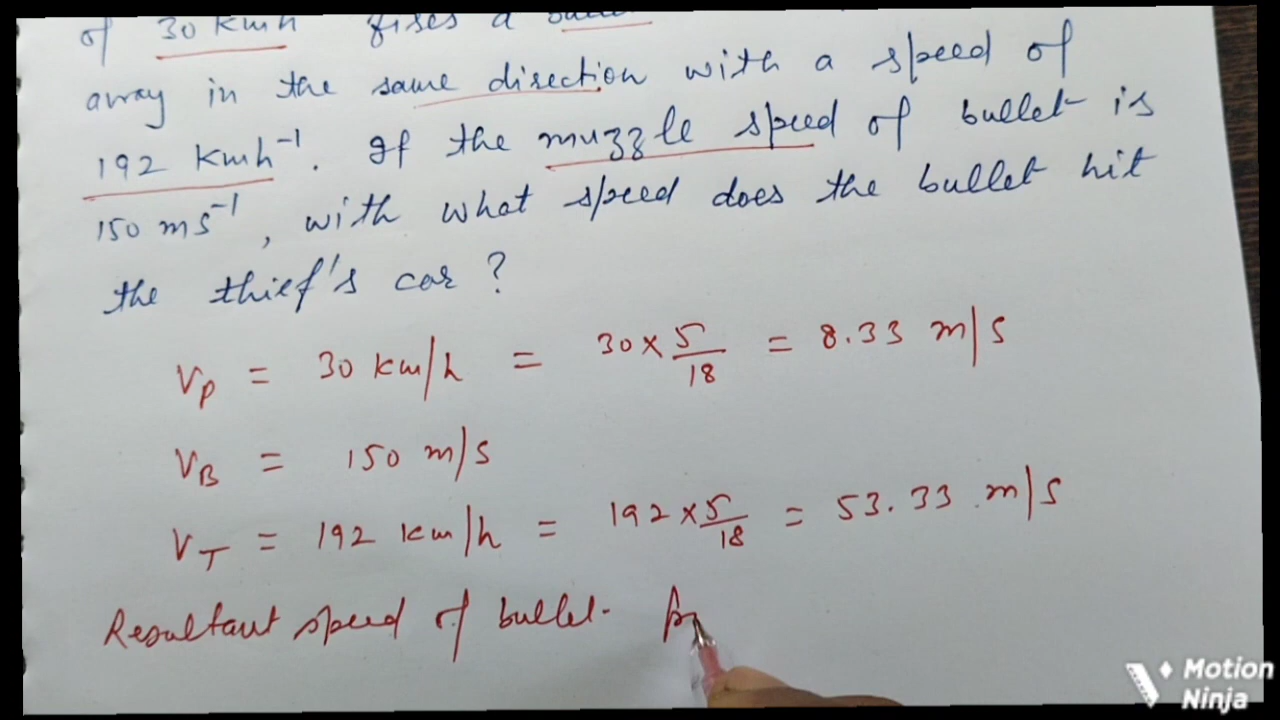 of 30 Kmh fires a
away in the same direction with a speed of
192 Kmh⁻¹. If the muzzle speed of bullet is
150 ms⁻¹, with what speed does the bullet hit
the thief's car ?
Vp = 30 km/h = 30 × 5/18 = 8.33 m/s
VB = 150 m/s
VT = 192 km/h = 192 × 5/18 = 53.33 m/s
Resultant speed of bullet.
Motion
Ninja